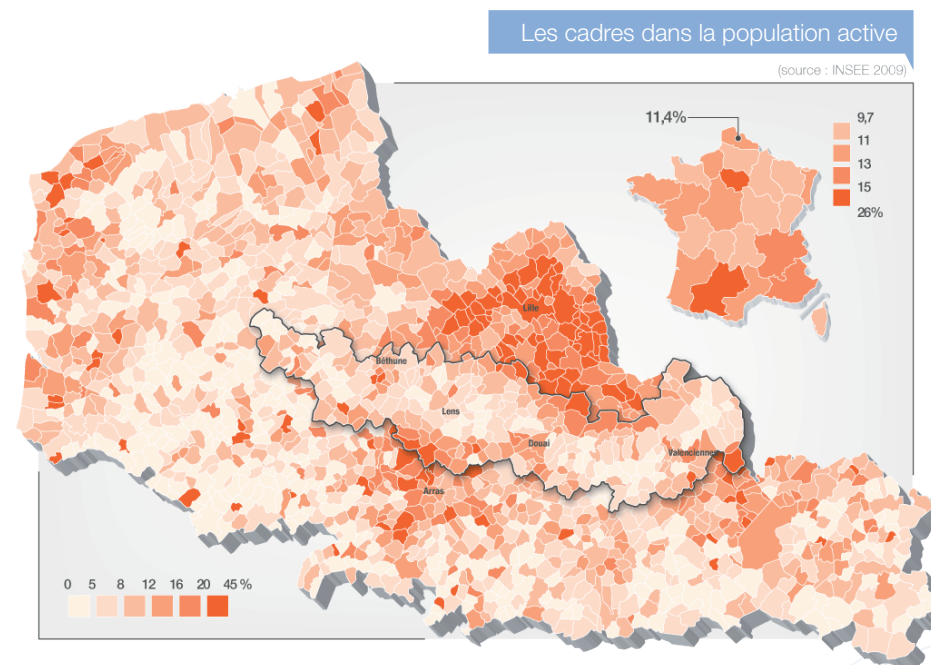 Les cadres dans la population active
(source : INSEE 2009)
11,4%
9,7
11
13
15
26%
Lille
Béthune
Lens
Douai
Valenciennes
Arras
0 5 8 12 16 20 45 %